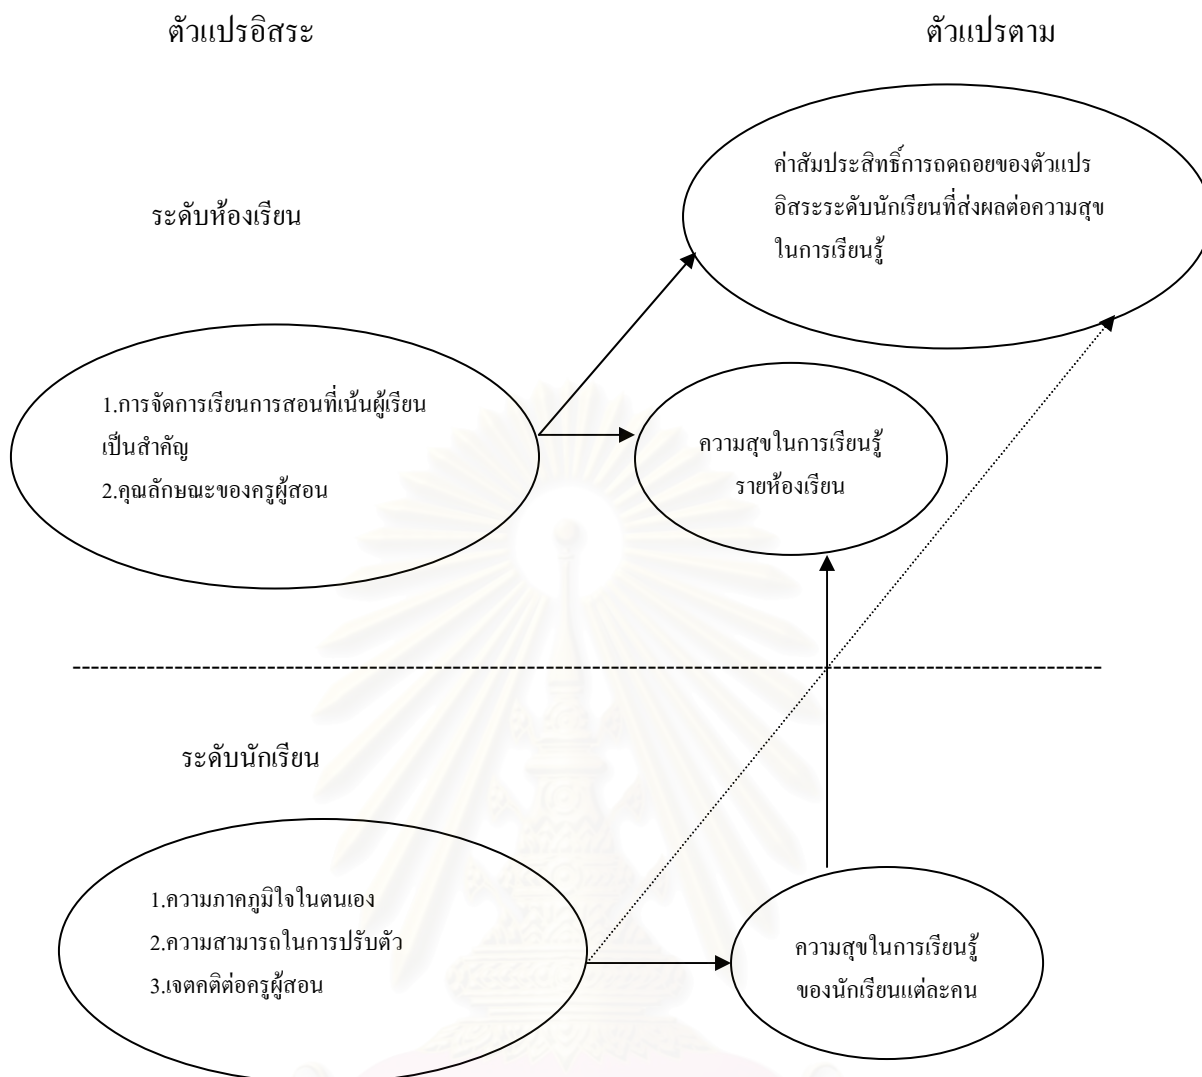 ตัวแปรอิสระ
ตัวแปรตาม
ค่าสัมประสิทธิ์การถดถอยของตัวแปร
อิสระระดับนักเรียนที่ส่งผลต่อความสุข
ในการเรียนรู้
ระดับห้องเรียน
1.การจัดการเรียนการสอนที่เน้นผู้เรียน
เป็นสำคัญ
2.คุณลักษณะของครูผู้สอน
ความสุขในการเรียนรู้
รายห้องเรียน
ระดับนักเรียน
1.ความภาคภูมิใจในตนเอง
2.ความสามารถในการปรับตัว
3.เจตคติต่อครูผู้สอน
ความสุขในการเรียนรู้
ของนักเรียนแต่ละคน